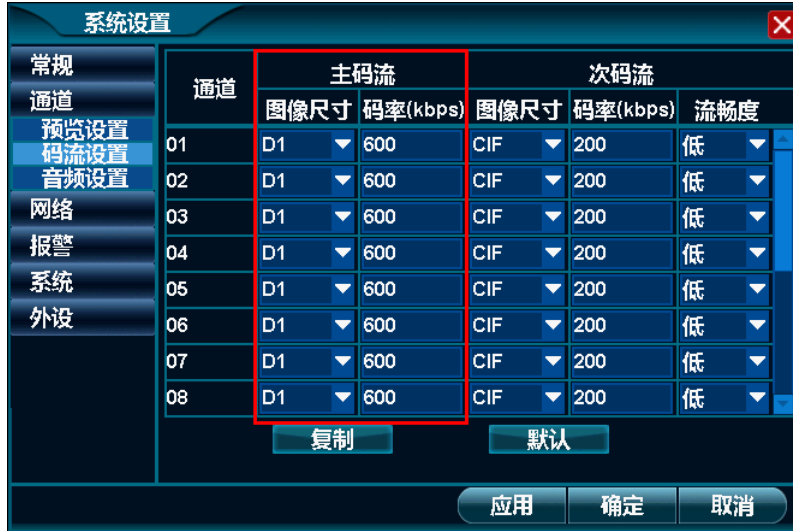 系统设置
常规
通道
预览设置
码流设置
音频设置
网络
报警
系统
外设
通道 主码流 次码流
图像尺寸 码率(kbps) 图像尺寸 码率(kbps) 流畅度
01 D1 600 CIF 200 低
02 D1 600 CIF 200 低
03 D1 600 CIF 200 低
04 D1 600 CIF 200 低
05 D1 600 CIF 200 低
06 D1 600 CIF 200 低
07 D1 600 CIF 200 低
08 D1 600 CIF 200 低
复制 默认
应用 确定 取消